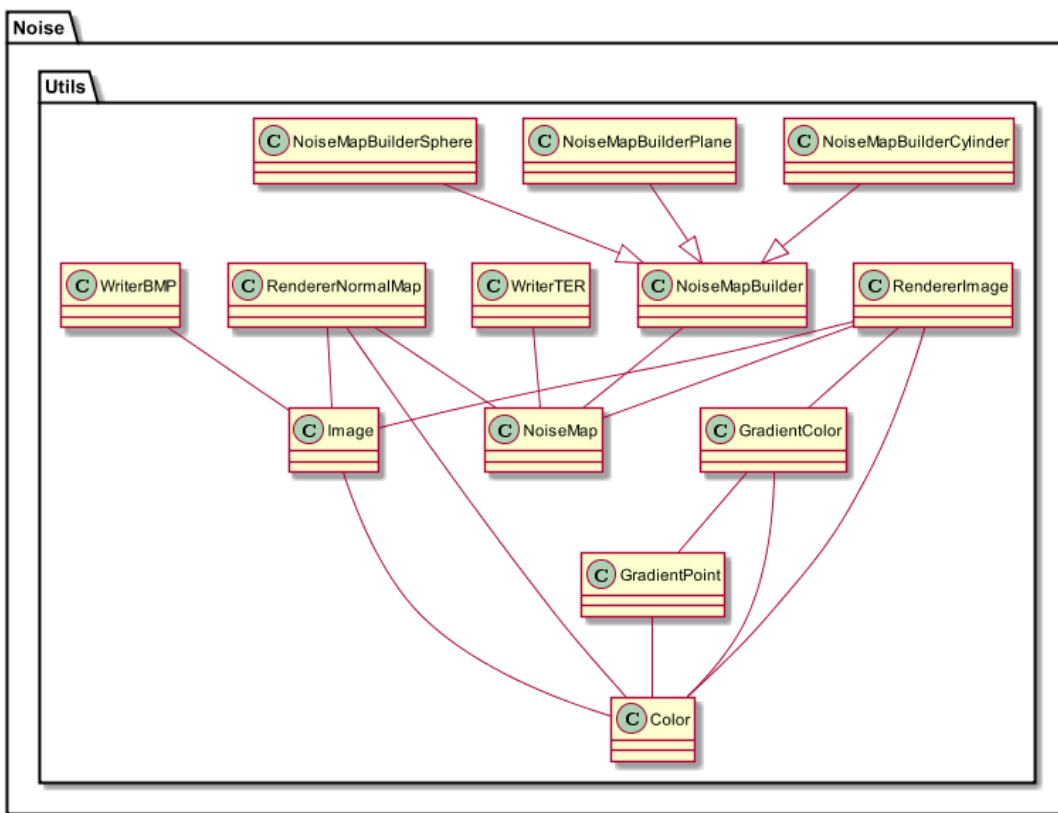 Noise
Utils
C NoiseMapBuilderSphere
C NoiseMapBuilderPlane
C NoiseMapBuilderCylinder
C WriterBMP
C RendererNormalMap
C WriterTER
C NoiseMapBuilder
C RendererImage
C Image
C NoiseMap
C GradientColor
C GradientPoint
C Color